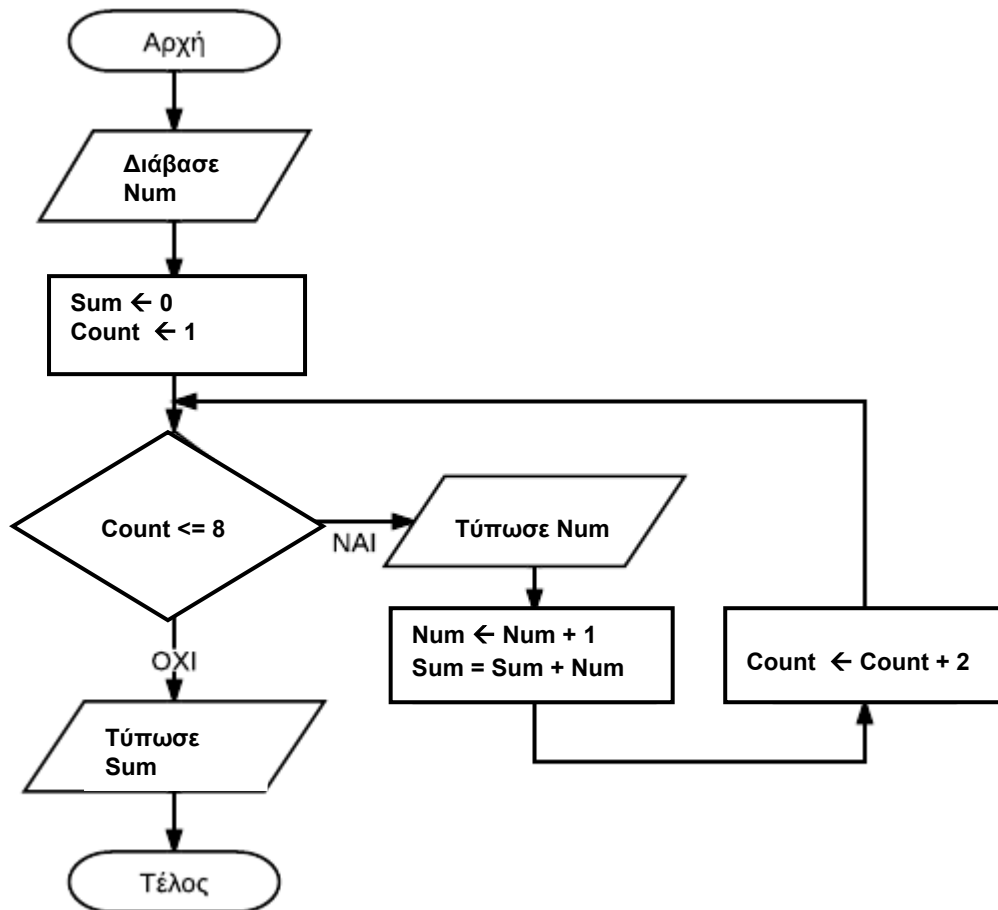 Αρχή
Διάβασε
Num
Sum ← 0
Count ← 1
Count <= 8
ΝΑΙ
Τύπωσε Num
Num ← Num + 1
Sum = Sum + Num
Count ← Count + 2
ΟΧΙ
Τύπωσε
Sum
Τέλος